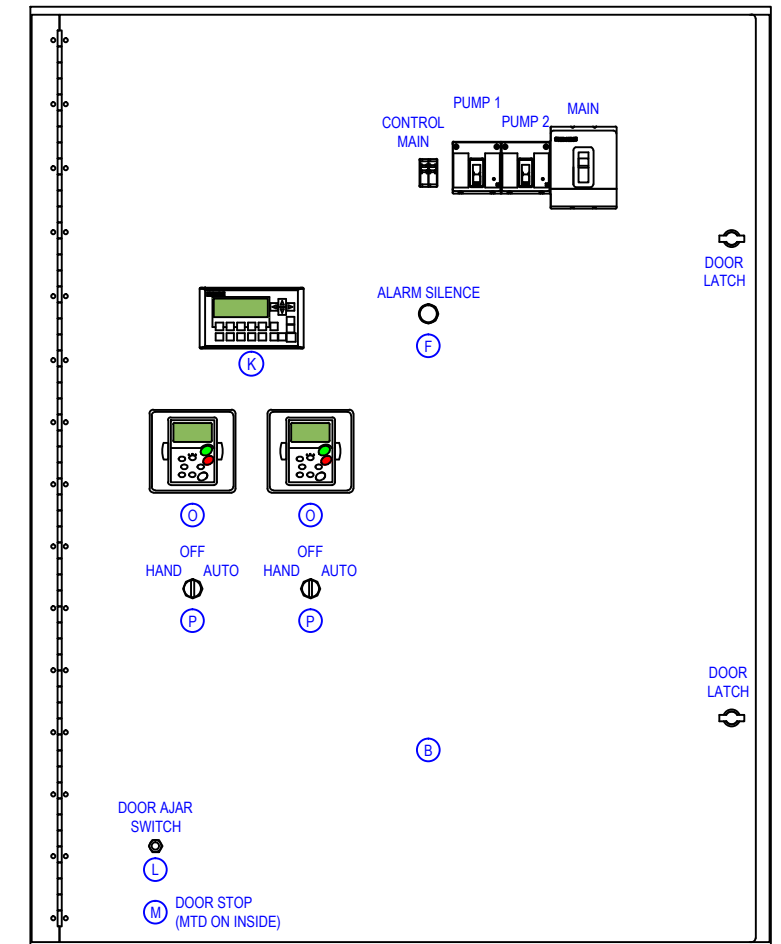 PUMP 1
MAIN
CONTROL
MAIN
PUMP 2
DOOR
LATCH
ALARM SILENCE
F
K
O
O
OFF
HAND AUTO
OFF
HAND AUTO
P
P
DOOR
LATCH
B
DOOR AJAR
SWITCH
L
M
DOOR STOP
(MTD ON INSIDE)